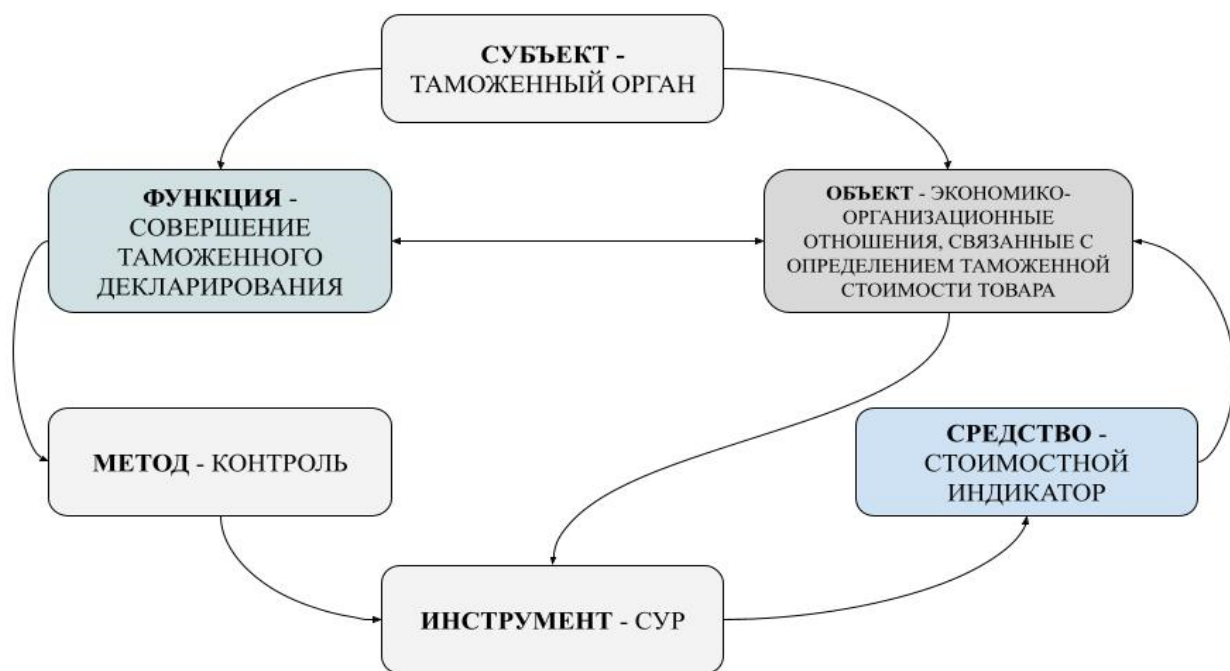 СУБЪЕКТ -
ТАМОЖЕННЫЙ ОРГАН
ФУНКЦИЯ -
СОВЕРШЕНИЕ
ТАМОЖЕННОГО
ДЕКЛАРИРОВАНИЯ
ОБЪЕКТ - ЭКОНОМИКО-
ОРГАНИЗАЦИОННЫЕ
ОТНОШЕНИЯ, СВЯЗАННЫЕ С
ОПРЕДЕЛЕНИЕМ ТАМОЖЕННОЙ
СТОИМОСТИ ТОВАРА
МЕТОД - КОНТРОЛЬ
СРЕДСТВО -
СТОИМОСТНОЙ
ИНДИКАТОР
ИНСТРУМЕНТ - СУР